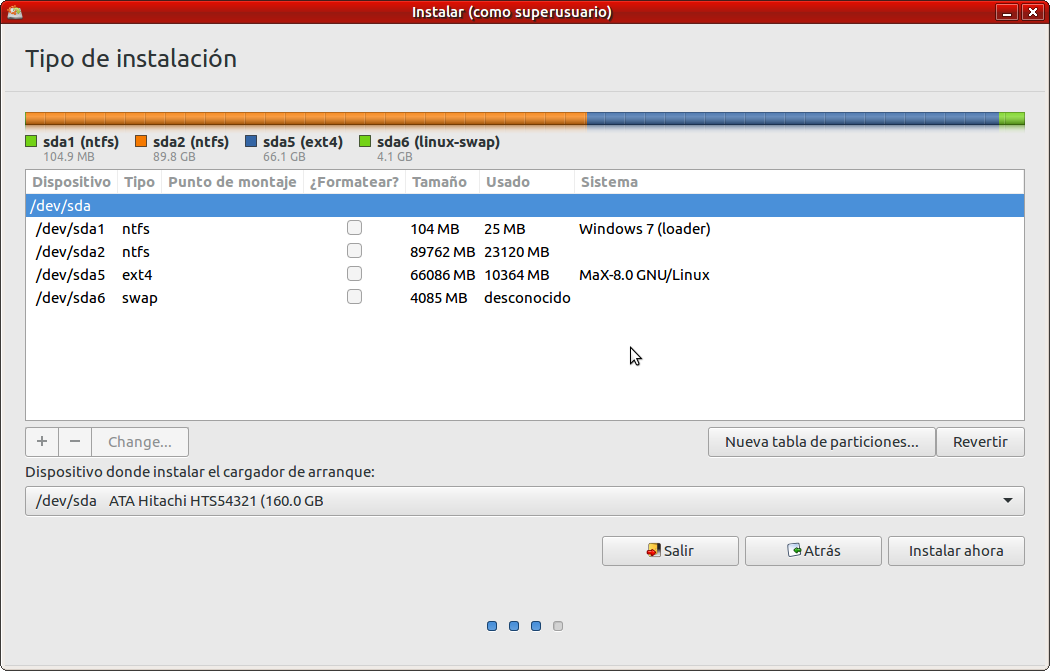 Instalar (como superusuario)
Tipo de instalación
sda1 (ntfs) sda2 (ntfs) sda5 (ext4) sda6 (linux-swap)
104.9 MB 89.8 GB 66.1 GB 4.1 GB
Dispositivo Tipo Punto de montaje ¿Formatear? Tamaño Usado Sistema
/dev/sda
/dev/sda1 ntfs 104 MB 25 MB Windows 7 (loader)
/dev/sda2 ntfs 89762 MB 23120 MB
/dev/sda5 ext4 66086 MB 10364 MB MaX-8.0 GNU/Linux
/dev/sda6 swap 4085 MB desconocido
+ − Change... Nueva tabla de particiones... Revertir
Dispositivo donde instalar el cargador de arranque:
/dev/sda ATA Hitachi HTS54321 (160.0 GB
Salir Atrás Instalar ahora